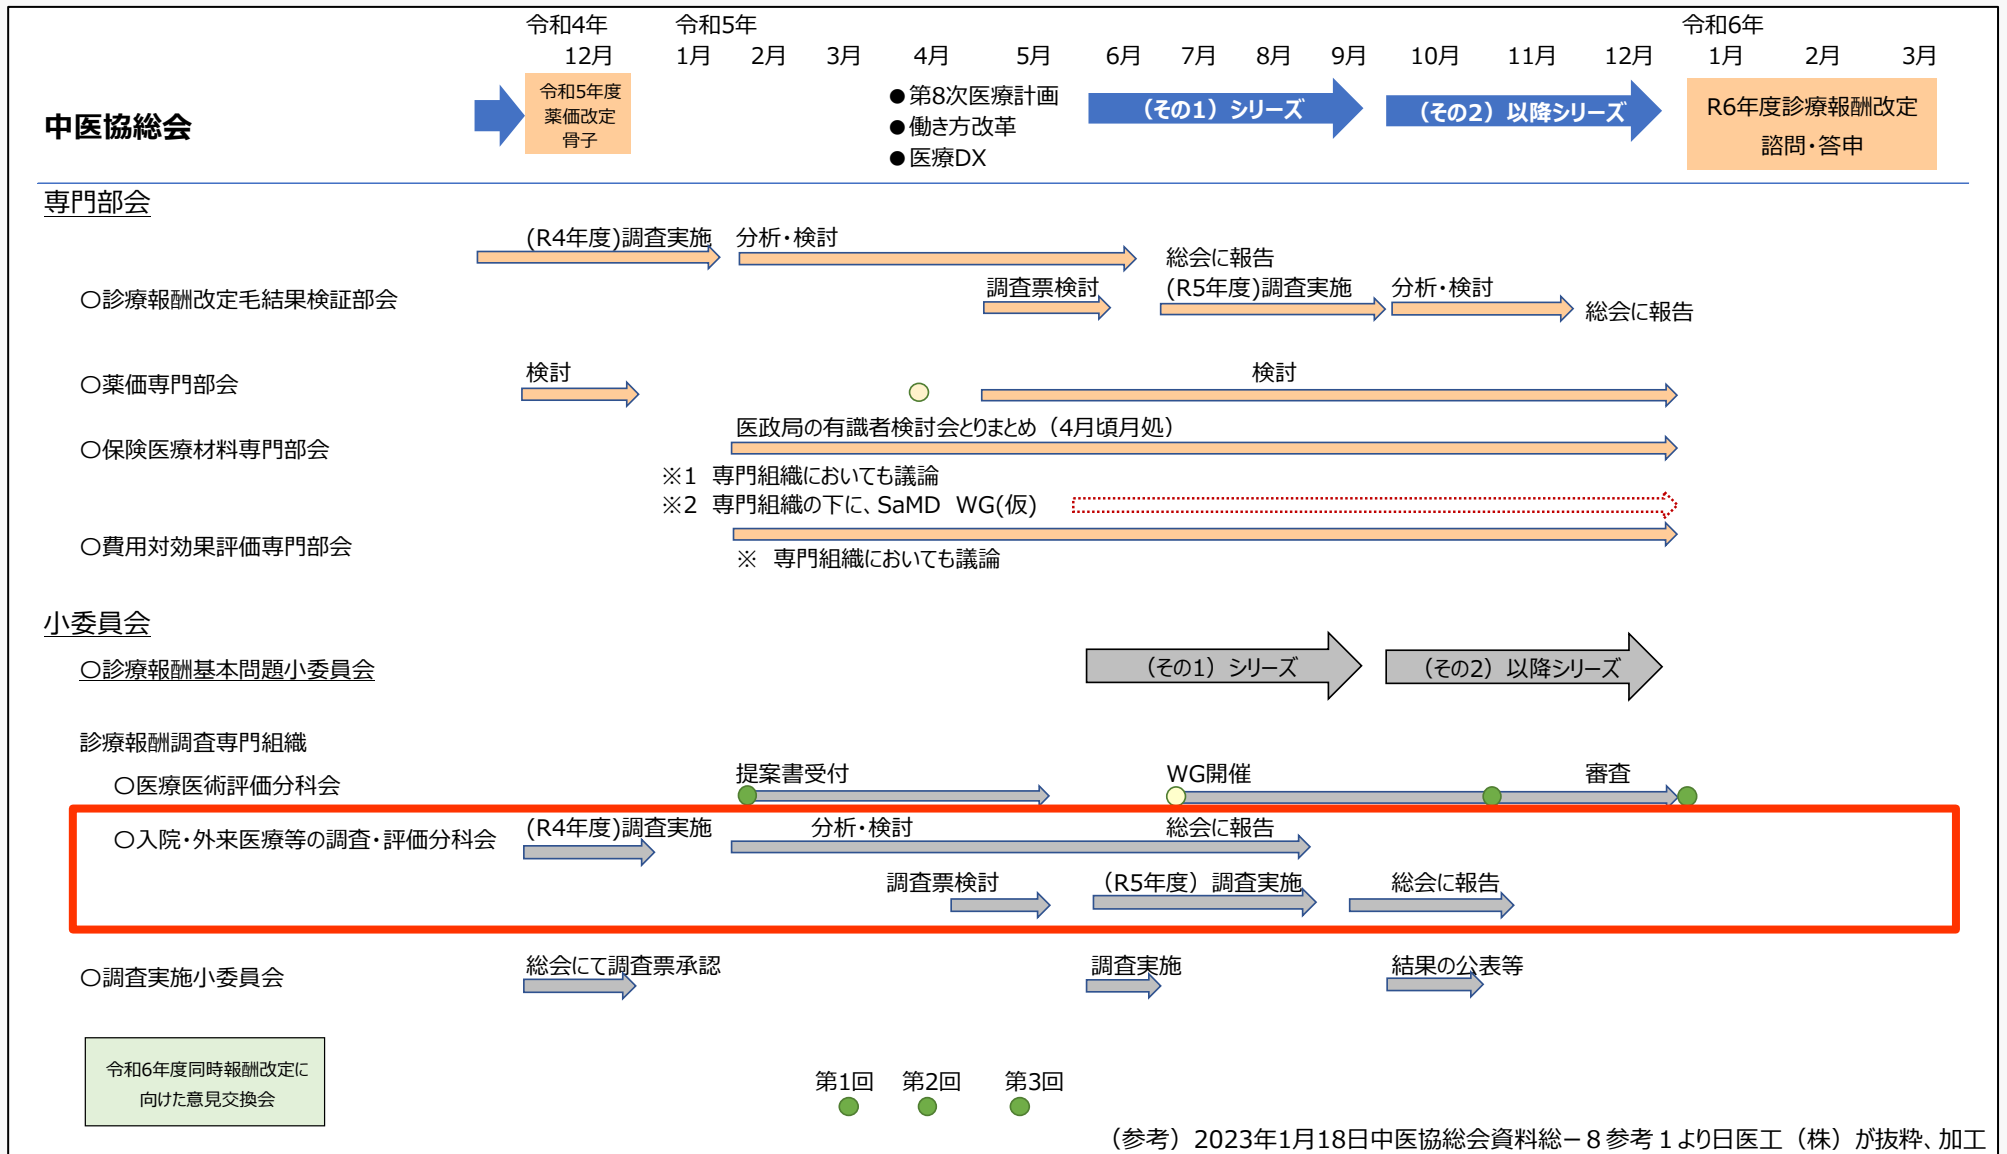 令和4年 令和5年 令和6年
12月 1月 2月 3月 4月 5月 6月 7月 8月 9月 10月 11月 12月 1月 2月 3月
中医協総会
令和5年度
薬価改定
骨子
●第8次医療計画
●働き方改革
●医療DX
（その1）シリーズ
（その2）以降シリーズ
R6年度診療報酬改定
諮問・答申
専門部会
(R4年度)調査実施 分析・検討
総会に報告
〇診療報酬改定毛結果検証部会
調査票検討 (R5年度)調査実施 分析・検討
総会に報告
〇薬価専門部会
検討 検討
〇保険医療材料専門部会
医政局の有識者検討会とりまとめ（4月頃月処）
※1 専門組織においても議論
※2 専門組織の下に、SaMD WG(仮)
〇費用対効果評価専門部会
※ 専門組織においても議論
小委員会
〇診療報酬基本問題小委員会
（その1）シリーズ
（その2）以降シリーズ
診療報酬調査専門組織
〇医療医術評価分科会
提案書受付 WG開催 審査
〇入院・外来医療等の調査・評価分科会
(R4年度)調査実施 分析・検討 総会に報告
調査票検討 （R5年度）調査実施 総会に報告
〇調査実施小委員会
総会にて調査票承認 調査実施 結果の公表等
令和6年度同時報酬改定に
向けた意見交換会
第1回 第2回 第3回
（参考）2023年1月18日中医協総会資料総－８参考１より日医工（株）が抜粋、加工